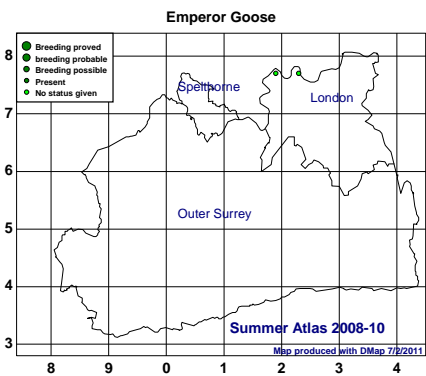 Emperor Goose
Breeding proved
breeding probable
Breeding possible
Present
No status given
8
7
6
5
4
3
Spelthorne
London
Outer Surrey
Summer Atlas 2008-10
Map produced with DMap 7/2/2011
8 9 0 1 2 3 4